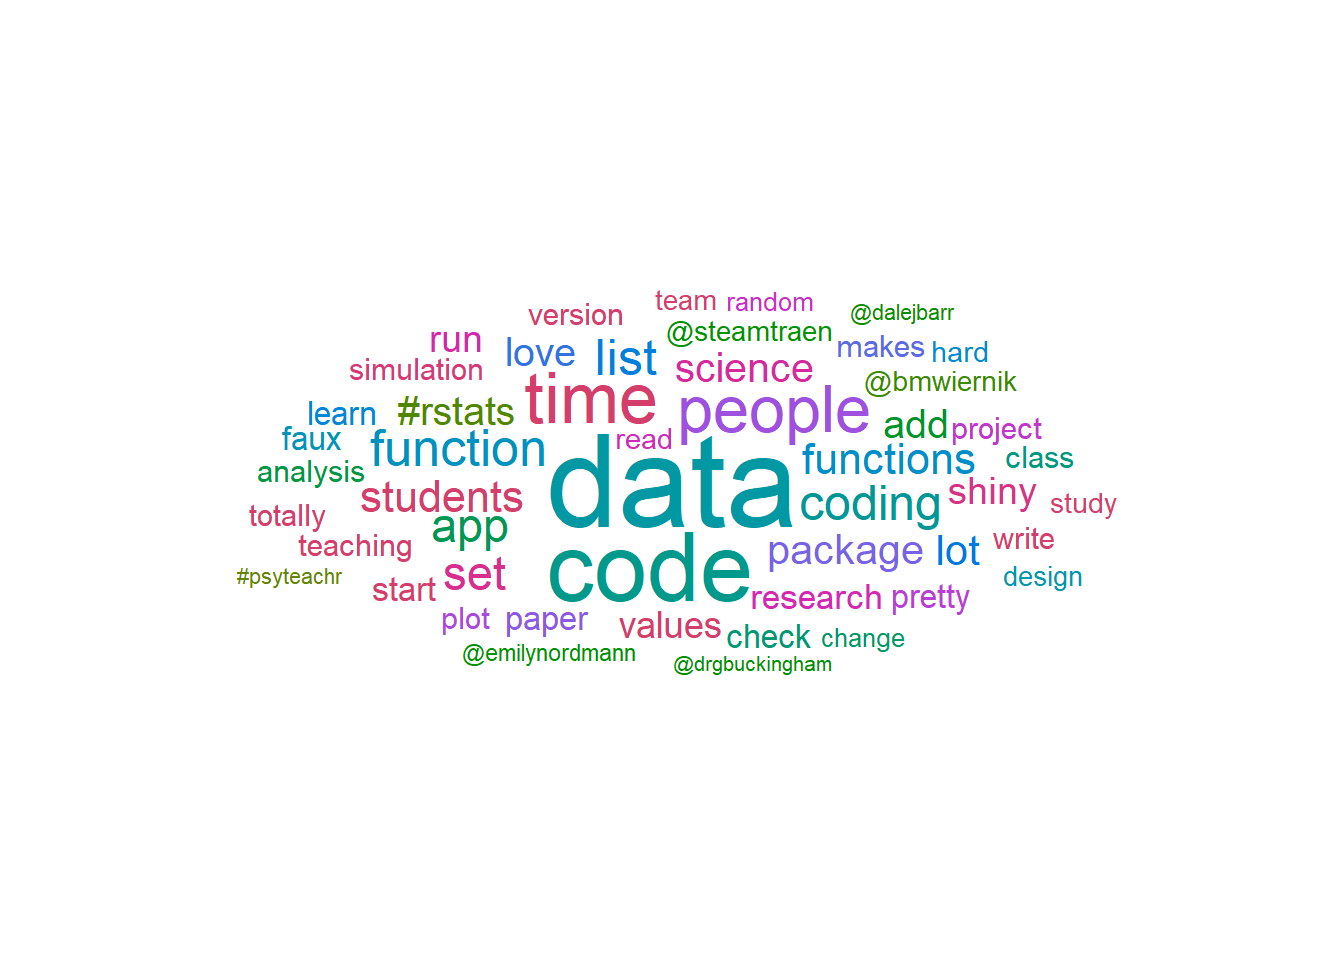 team random
version
@dalejbarr
@steamtraen
run
love
list
makes
hard
simulation
science
@bmwiernik
time
people
learn
#rstats
add
project
faux
function
read
functions
class
analysis
data
students
coding
shiny
study
totally
app
teaching
package
lot
write
#psyteachr
set
code
design
start
research
pretty
plot
paper
values
check
change
@emilynordmann
@drgbuckingham